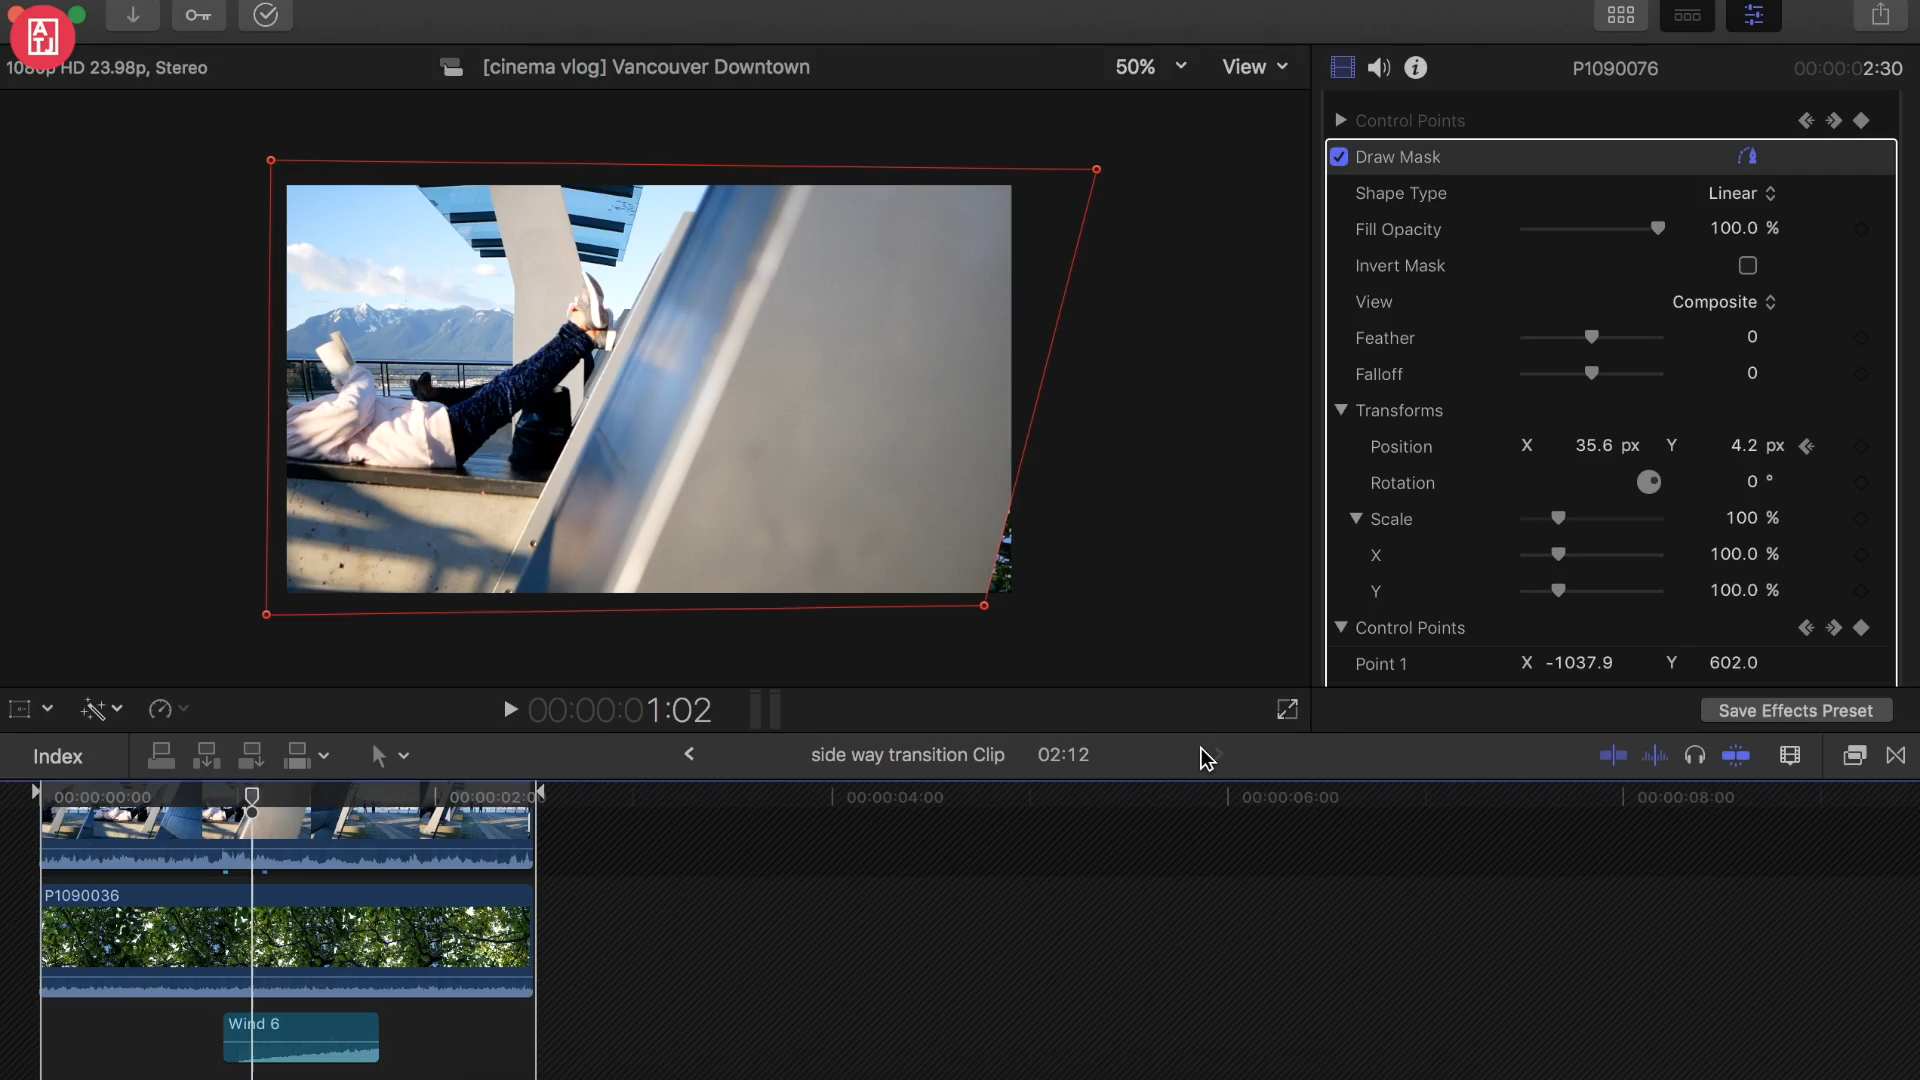 ATJ
1080p HD 23.98p, Stereo
[cinema vlog] Vancouver Downtown
50%
View
P1090076
00:00:02:30
Control Points
Draw Mask
Shape Type
Linear
Fill Opacity
100.0 %
Invert Mask
View
Composite
Feather
0
Falloff
0
Transforms
Position
X 35.6 px Y 4.2 px
Rotation
0 °
Scale
100 %
X
100.0 %
Y
100.0 %
Control Points
Point 1
X -1037.9 Y 602.0
00:00:01:02
Save Effects Preset
Index
side way transition Clip
02:12
00:00:00:00
00:00:02:0
00:00:04:00
00:00:06:00
00:00:08:00
P1090036
Wind 6